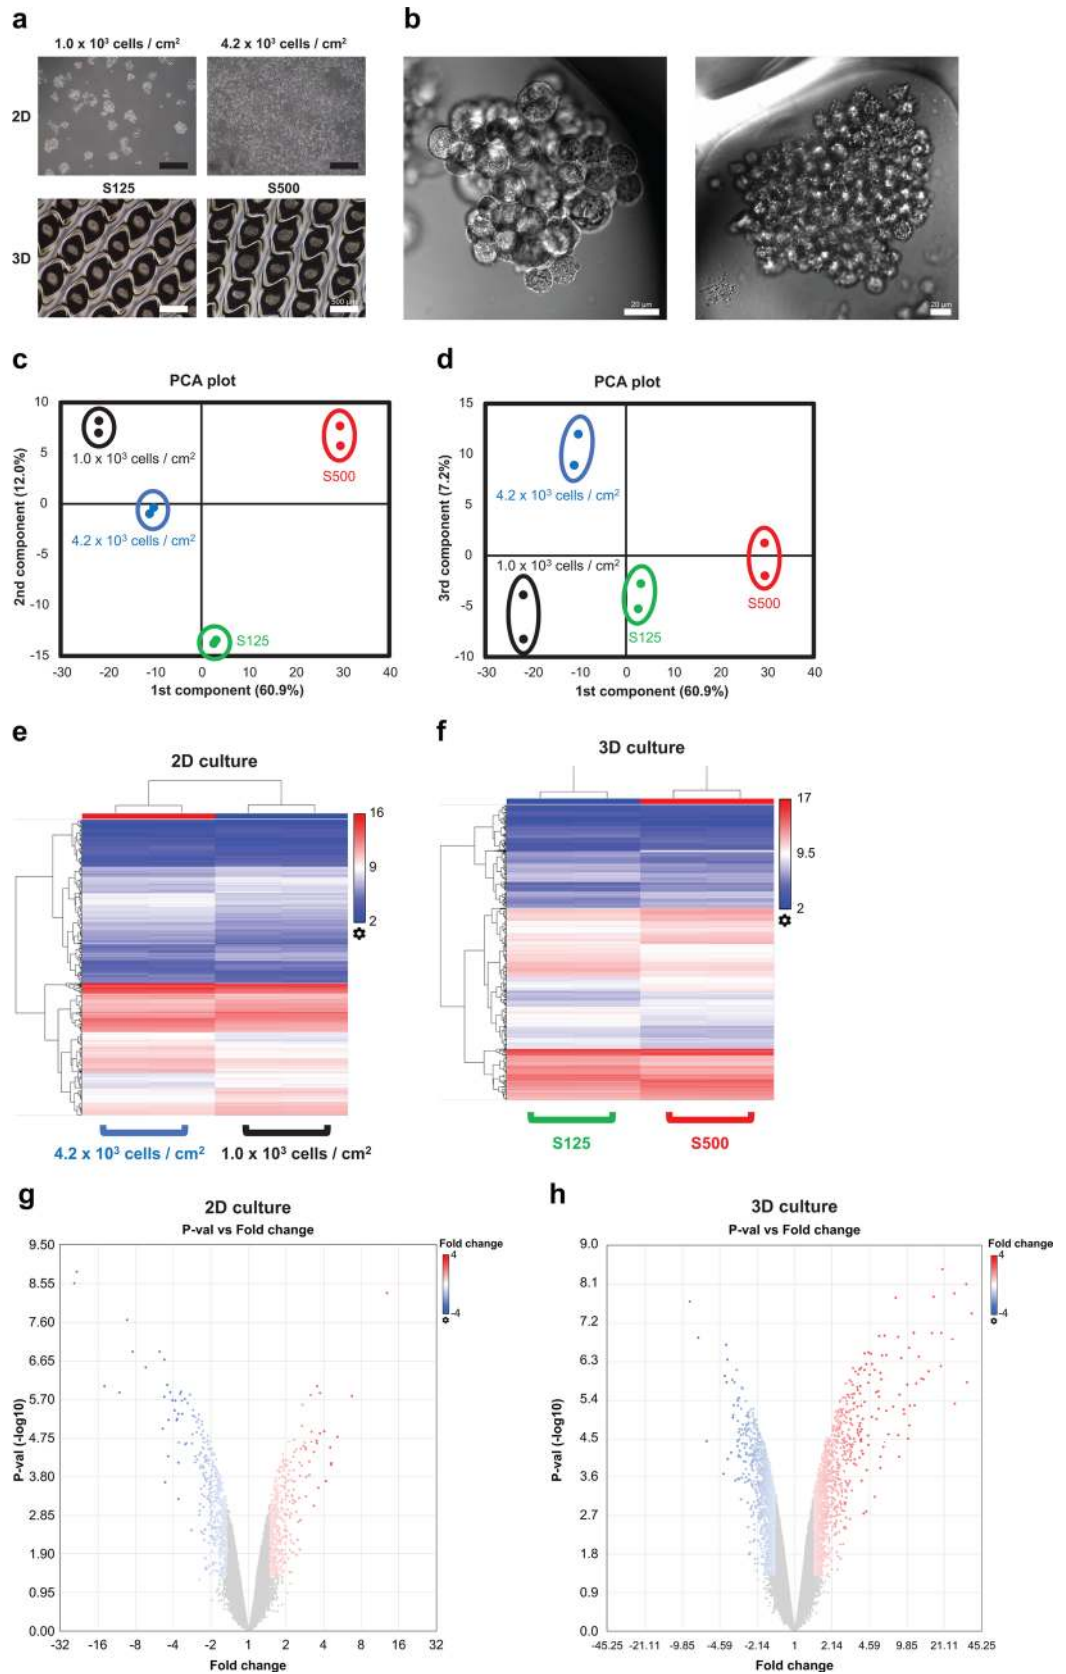 a
b
1.0 x 10³ cells / cm²
4.2 x 10³ cells / cm²
2D
S125
S500
3D
500 µm
20 µm
20 µm
c
d
PCA plot
PCA plot
10
5
0
-5
-10
-15
2nd component (12.0%)
1.0 x 10³ cells / cm²
4.2 x 10³ cells / cm²
S500
S125
-30
-20
-10
0
10
20
30
40
1st component (60.9%)
15
10
5
0
-5
-10
3rd component (7.2%)
4.2 x 10³ cells / cm²
1.0 x 10³ cells / cm²
S125
S500
-30
-20
-10
0
10
20
30
40
1st component (60.9%)
e
f
2D culture
3D culture
16
9
2
17
9.5
2
4.2 x 10³ cells / cm²
1.0 x 10³ cells / cm²
S125
S500
g
h
2D culture
3D culture
P-val vs Fold change
P-val vs Fold change
Fold change
4
-4
Fold change
4
-4
9.50
8.55
7.60
6.65
5.70
4.75
3.80
2.85
1.90
0.95
0.00
P-val (-log10)
-32
-16
-8
-4
-2
1
2
4
8
16
32
Fold change
9.0
8.1
7.2
6.3
5.4
4.5
3.6
2.7
1.8
0.9
0.0
P-val (-log10)
-45.25
-21.11
-9.85
-4.59
-2.14
1
2.14
4.59
9.85
21.11
45.25
Fold change